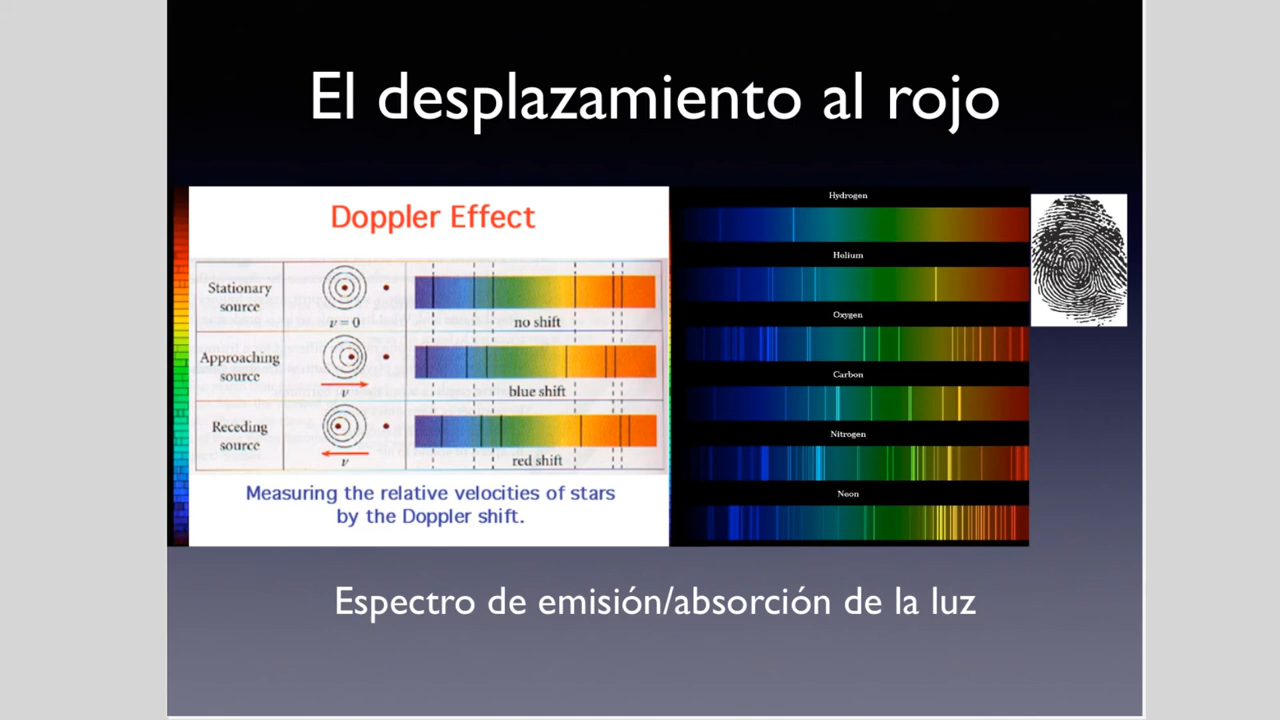 El desplazamiento al rojo
Doppler Effect
Stationary
source
ν = 0
no shift
Approaching
source
ν
blue shift
Receding
source
ν
red shift
Measuring the relative velocities of stars
by the Doppler shift.
Hydrogen
Helium
Oxygen
Carbon
Nitrogen
Neon
Espectro de emisión/absorción de la luz